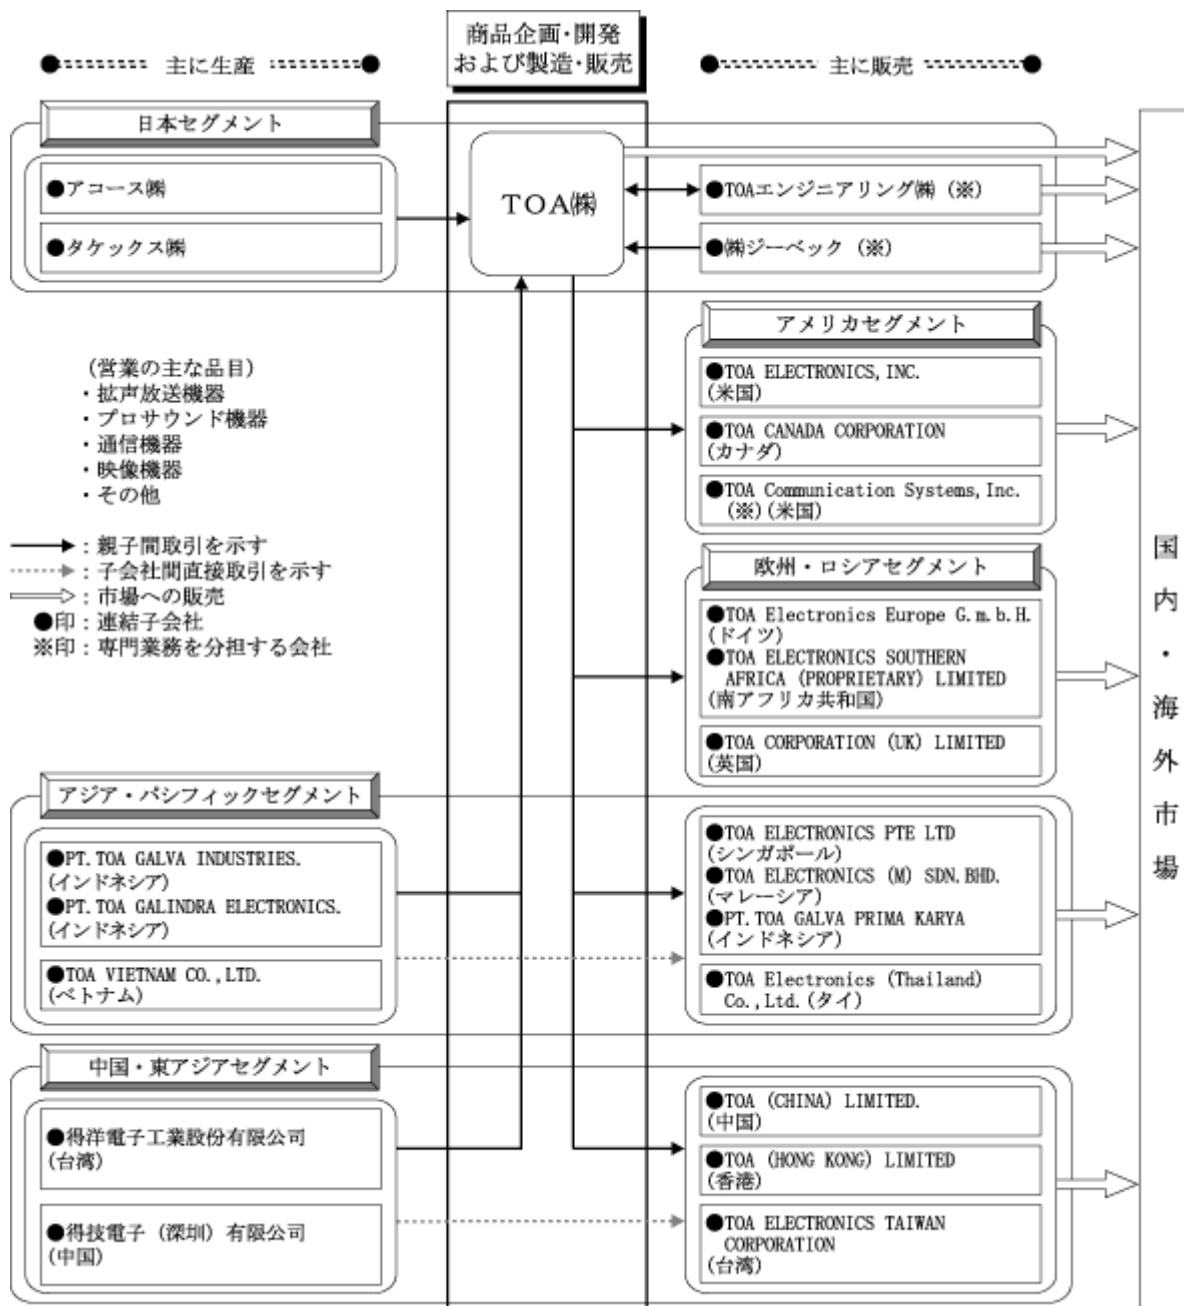 商品企画・開発
および製造・販売
●┈┈┈ 主に生産 ┈┈┈●
●┈┈┈ 主に販売 ┈┈┈●
日本セグメント
●アコース㈱
●タケックス㈱
TOA㈱
●TOAエンジニアリング㈱ (※)
●㈱ジーベック (※)
(営業の主な品目)
・拡声放送機器
・プロサウンド機器
・通信機器
・映像機器
・その他
：親子間取引を示す
：子会社間直接取引を示す
：市場への販売
●印：連結子会社
※印：専門業務を分担する会社
アメリカセグメント
●TOA ELECTRONICS, INC.
(米国)
●TOA CANADA CORPORATION
(カナダ)
●TOA Communication Systems, Inc.
(※)(米国)
欧州・ロシアセグメント
●TOA Electronics Europe G.m.b.H.
(ドイツ)
●TOA ELECTRONICS SOUTHERN
AFRICA (PROPRIETARY) LIMITED
(南アフリカ共和国)
●TOA CORPORATION (UK) LIMITED
(英国)
アジア・パシフィックセグメント
●PT. TOA GALVA INDUSTRIES.
(インドネシア)
●PT. TOA GALINDRA ELECTRONICS.
(インドネシア)
●TOA VIETNAM CO., LTD.
(ベトナム)
●TOA ELECTRONICS PTE LTD
(シンガポール)
●TOA ELECTRONICS (M) SDN. BHD.
(マレーシア)
●PT. TOA GALVA PRIMA KARYA
(インドネシア)
●TOA Electronics (Thailand)
Co., Ltd. (タイ)
中国・東アジアセグメント
●得洋電子工業股份有限公司
(台湾)
●得技電子（深圳）有限公司
(中国)
●TOA (CHINA) LIMITED.
(中国)
●TOA (HONG KONG) LIMITED
(香港)
●TOA ELECTRONICS TAIWAN
CORPORATION
(台湾)
国内・海外市場